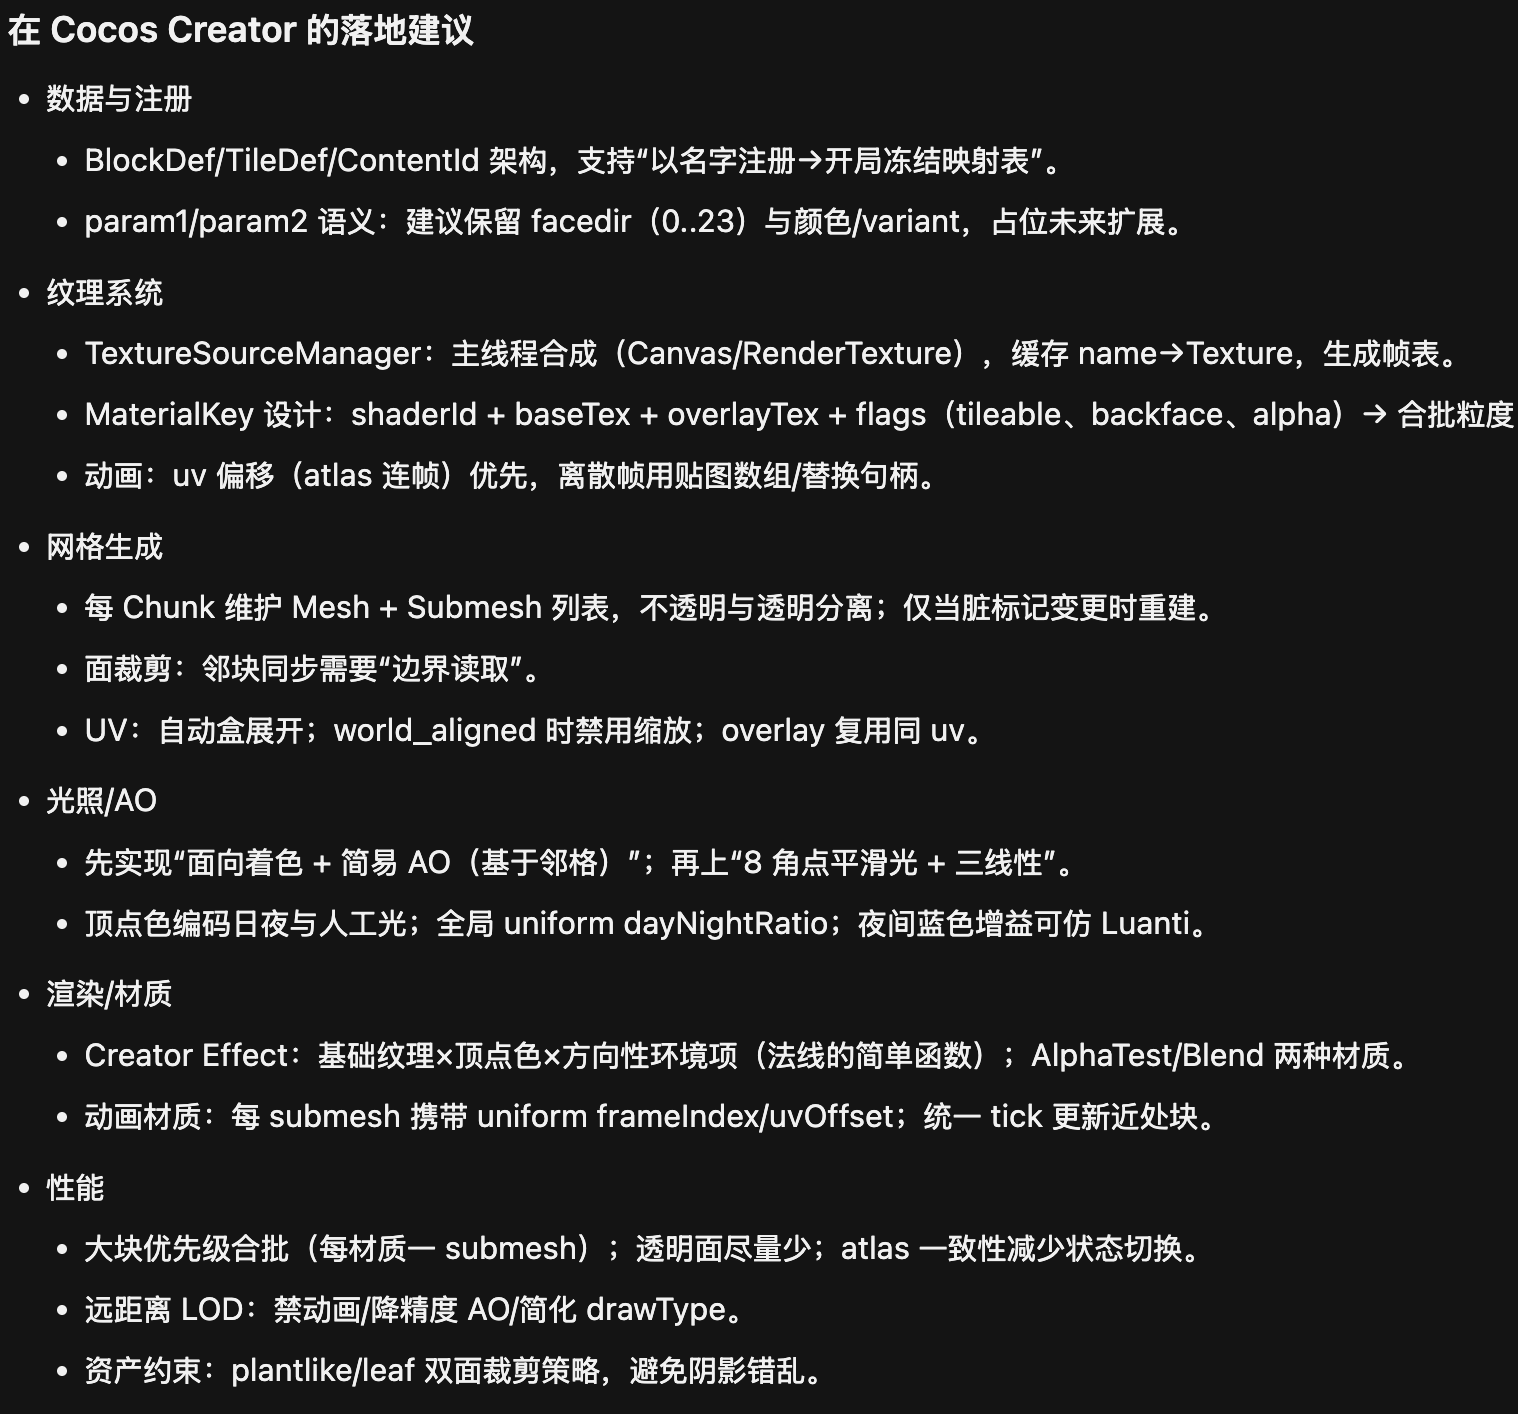 在 Cocos Creator 的落地建议
• 数据与注册
• BlockDef/TileDef/ContentId 架构，支持“以名字注册→开局冻结映射表”。
• param1/param2 语义：建议保留 facedir（0..23）与颜色/variant，占位未来扩展。
• 纹理系统
• TextureSourceManager：主线程合成（Canvas/RenderTexture），缓存 name→Texture，生成帧表。
• MaterialKey 设计：shaderId + baseTex + overlayTex + flags（tileable、backface、alpha）→ 合批粒度
• 动画：uv 偏移（atlas 连帧）优先，离散帧用贴图数组/替换句柄。
• 网格生成
• 每 Chunk 维护 Mesh + Submesh 列表，不透明与透明分离；仅当脏标记变更时重建。
• 面裁剪：邻块同步需要“边界读取”。
• UV：自动盒展开；world_aligned 时禁用缩放；overlay 复用同 uv。
• 光照/AO
• 先实现“面向着色 + 简易 AO（基于邻格）”；再上“8 角点平滑光 + 三线性”。
• 顶点色编码日夜与人工光；全局 uniform dayNightRatio；夜间蓝色增益可仿 Luanti。
• 渲染/材质
• Creator Effect：基础纹理×顶点色×方向性环境项（法线的简单函数）；AlphaTest/Blend 两种材质。
• 动画材质：每 submesh 携带 uniform frameIndex/uvOffset；统一 tick 更新近处块。
• 性能
• 大块优先级合批（每材质一 submesh）；透明面尽量少；atlas 一致性减少状态切换。
• 远距离 LOD：禁动画/降精度 AO/简化 drawType。
• 资产约束：plantlike/leaf 双面裁剪策略，避免阴影错乱。